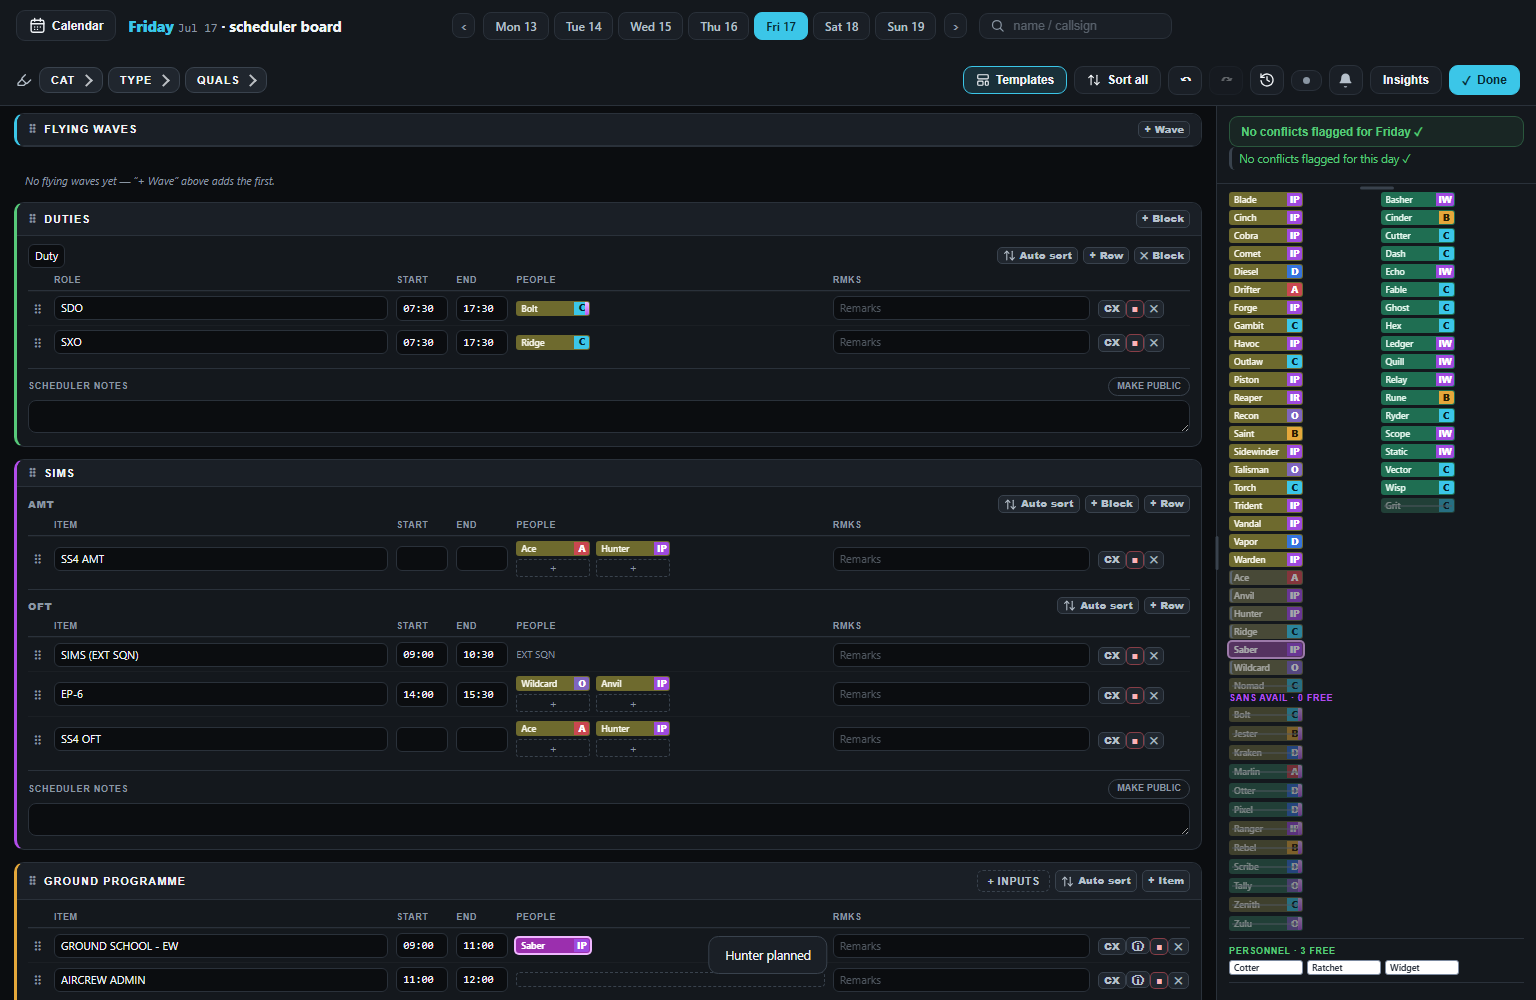 Calendar Friday Jul 17 · scheduler board ‹ Mon 13 Tue 14 Wed 15 Thu 16 Fri 17 Sat 18 Sun 19 › name / callsign
CAT TYPE QUALS Templates Sort all Insights ✓ Done
FLYING WAVES + Wave
No flying waves yet — "+ Wave" above adds the first.
DUTIES + Block
Duty Auto sort + Row ✕ Block
ROLE START END PEOPLE RMKS
SDO 07:30 17:30 Bolt C Remarks CX ✕
SXO 07:30 17:30 Ridge C Remarks CX ✕
SCHEDULER NOTES MAKE PUBLIC
SIMS
AMT Auto sort + Block + Row
ITEM START END PEOPLE RMKS
SS4 AMT Ace A Hunter IP Remarks CX ✕
+ +
OFT Auto sort + Row
ITEM START END PEOPLE RMKS
SIMS (EXT SQN) 09:00 10:30 EXT SQN Remarks CX ✕
EP-6 14:00 15:30 Wildcard O Anvil IP Remarks CX ✕
+ +
SS4 OFT Ace A Hunter IP Remarks CX ✕
+ +
SCHEDULER NOTES MAKE PUBLIC
GROUND PROGRAMME + INPUTS Auto sort + Item
ITEM START END PEOPLE RMKS
GROUND SCHOOL - EW 09:00 11:00 Saber IP Remarks CX ✕
AIRCREW ADMIN 11:00 12:00 Remarks CX ✕
Hunter planned
No conflicts flagged for Friday ✓
No conflicts flagged for this day ✓
Blade IP Basher IW
Cinch IP Cinder B
Cobra IP Cutter C
Comet IP Dash C
Diesel D Echo IW
Drifter A Fable C
Forge IP Ghost C
Gambit C Hex C
Havoc IP Ledger IW
Outlaw C Quill IW
Piston IP Relay IW
Reaper IR Rune B
Recon O Ryder C
Saint B Scope IW
Sidewinder IP Static IW
Talisman O Vector C
Torch C Wisp C
Trident IP Grit C
Vandal IP
Vapor D
Warden IP
Ace A
Anvil IP
Hunter IP
Ridge C
Saber IP
Wildcard O
Nomad C
SANS AVAIL · 0 FREE
Bolt C
Jester B
Kraken D
Marlin A
Otter D
Pixel D
Ranger IP
Rebel B
Scribe D
Tally O
Zenith C
Zulu O
PERSONNEL · 3 FREE
Cotter Ratchet Widget